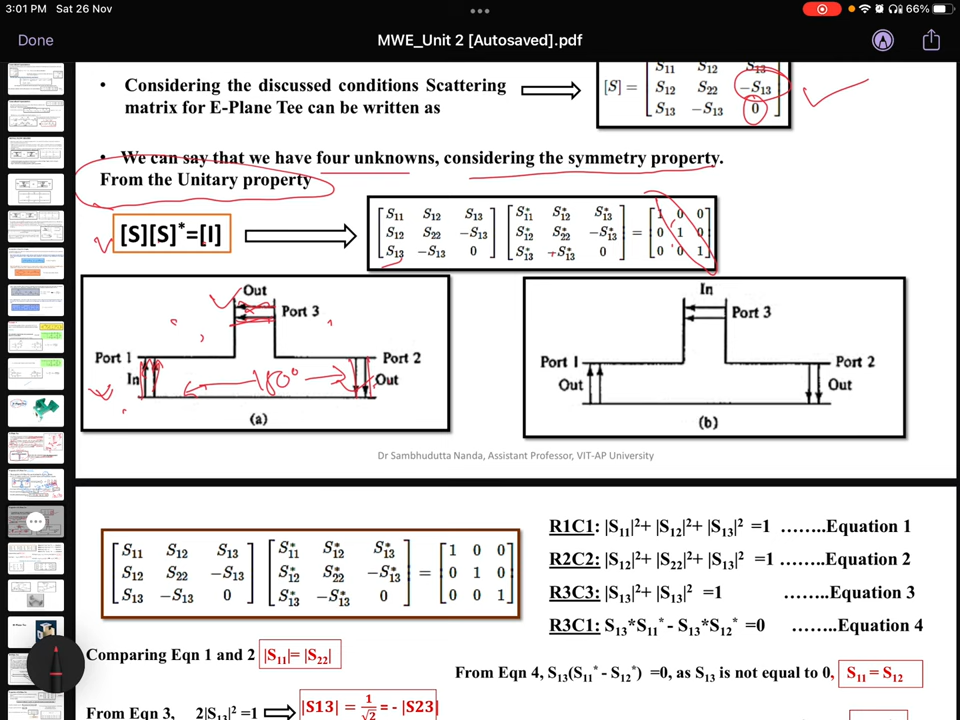 3:01 PM Sat 26 Nov
66%
Done
MWE_Unit 2 [Autosaved].pdf
• Considering the discussed conditions Scattering
matrix for E-Plane Tee can be written as
S11 S12 S13
[S] = S12 S22 −S13
S13 −S13 0
• We can say that we have four unknowns, considering the symmetry property.
From the Unitary property
[S][S]*=[I]
S11 S12 S13 S*11 S*12 S*13 1 0 0
S12 S22 −S13 S*12 S*22 −S*13 = 0 1 0
S13 −S13 0 S*13 −S*13 0 0 0 1
Out
Port 3
Port 1
Port 2
In
180°
Out
(a)
In
Port 3
Port 1
Port 2
Out
Out
(b)
Dr Sambhudutta Nanda, Assistant Professor, VIT-AP University
S11 S12 S13 S*11 S*12 S*13 1 0 0
S12 S22 −S13 S*12 S*22 −S*13 = 0 1 0
S13 −S13 0 S*13 −S*13 0 0 0 1
R1C1: |S11|²+ |S12|²+ |S13|² =1 ……..Equation 1
R2C2: |S12|²+ |S22|²+ |S13|² =1 ……..Equation 2
R3C3: |S13|²+ |S13|² =1 ……..Equation 3
R3C1: S13*S11* - S13*S12* =0 ……..Equation 4
Comparing Eqn 1 and 2 |S11|= |S22|
From Eqn 4, S13(S11* - S12*) =0, as S13 is not equal to 0, S11 = S12
From Eqn 3, 2|S13|² =1 |S13| = 1/√2 = - |S23|